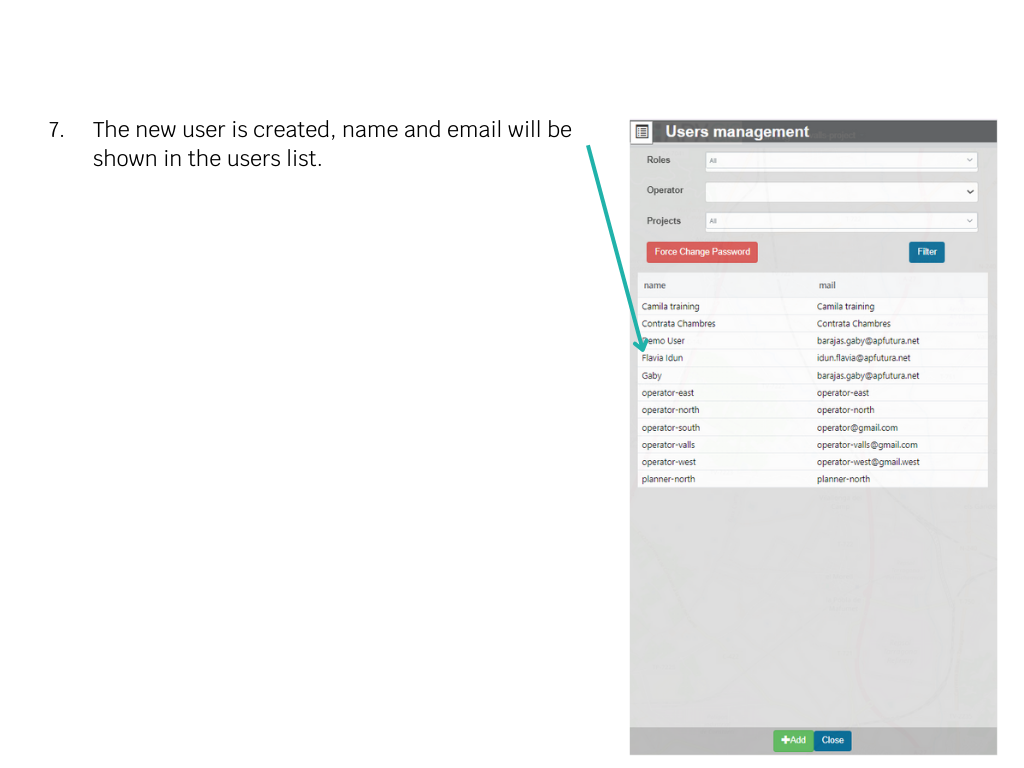 7. The new user is created, name and email will be
shown in the users list.
Users management
Roles All
Operator
Projects All
Force Change Password Filter
name mail
Camila training Camila training
Contrata Chambres Contrata Chambres
Demo User barajas.gaby@apfutura.net
Flavia Idun idun.flavia@apfutura.net
Gaby barajas.gaby@apfutura.net
operator-east operator-east
operator-north operator-north
operator-south operator@gmail.com
operator-valls operator-valls@gmail.com
operator-west operator-west@gmail.west
planner-north planner-north
+Add Close